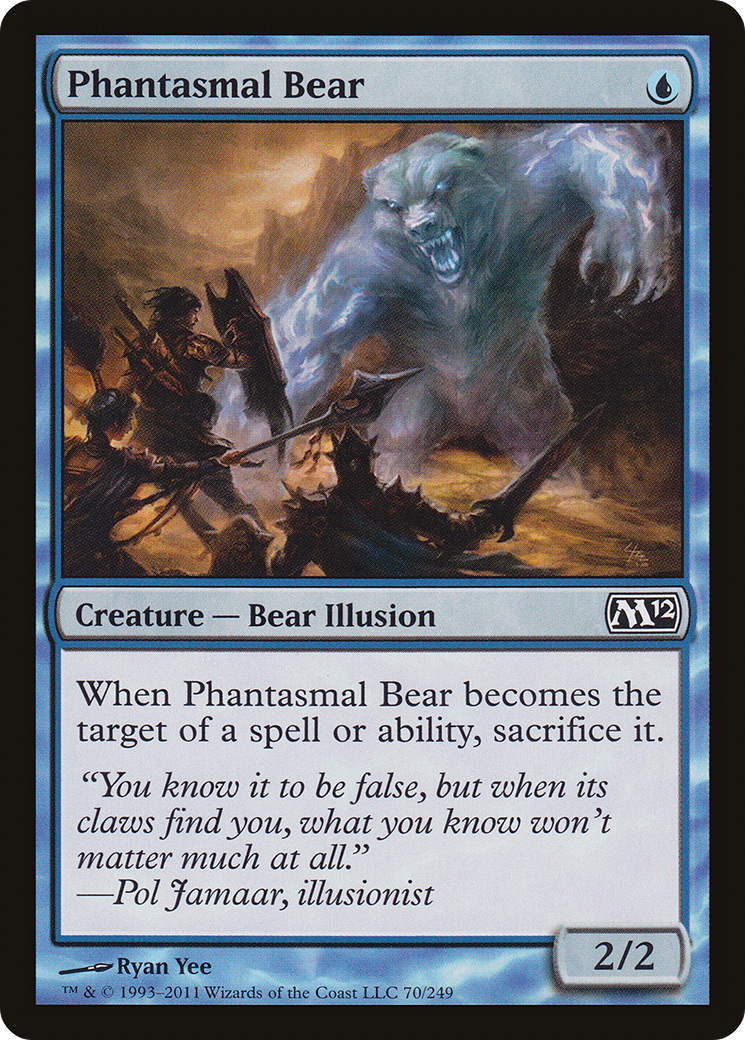 Phantasmal Bear
Creature — Bear Illusion
M12
When Phantasmal Bear becomes the
target of a spell or ability, sacrifice it.
“You know it to be false, but when its
claws find you, what you know won’t
matter much at all.”
—Pol Jamaar, illusionist
2/2
Ryan Yee
™ & © 1993–2011 Wizards of the Coast LLC 70/249